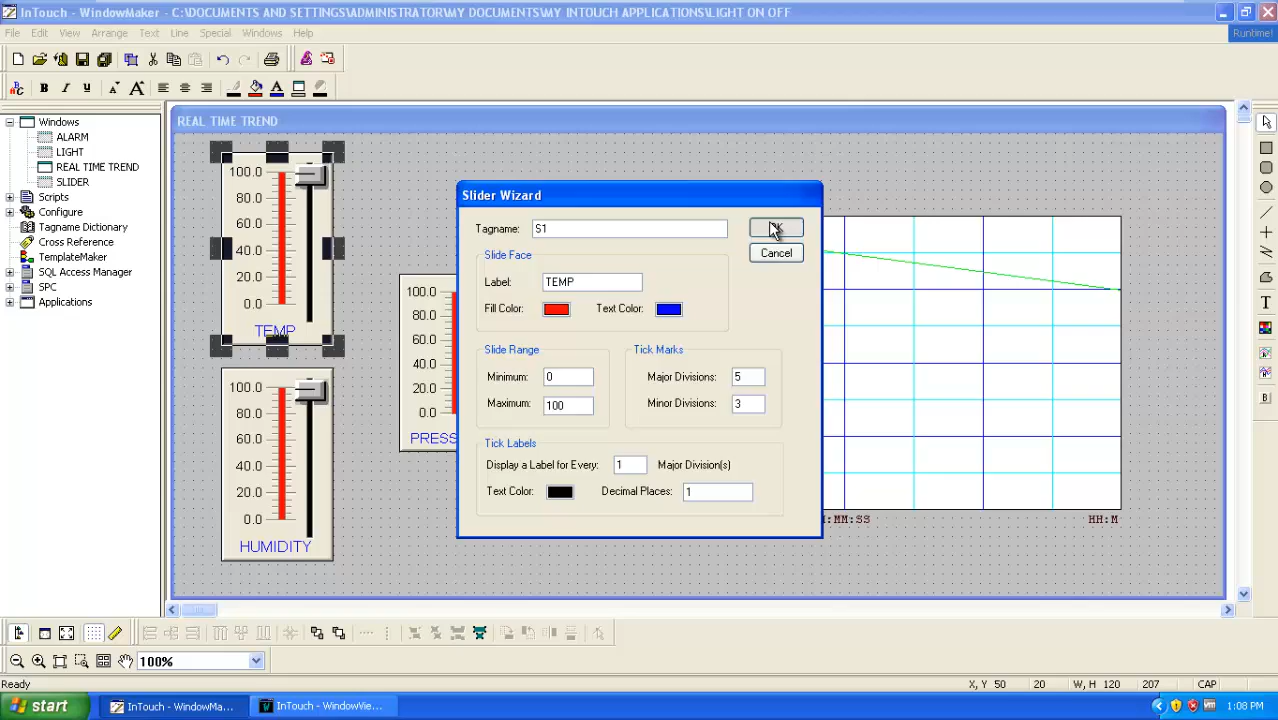 InTouch - WindowMaker - C:\DOCUMENTS AND SETTINGS\ADMINISTRATOR\MY DOCUMENTS\MY INTOUCH APPLICATIONS\LIGHT ON OFF
File Edit View Arrange Text Line Special Windows Help
Runtime!
Windows
ALARM
LIGHT
REAL TIME TREND
SLIDER
Scripts
Configure
Tagname Dictionary
Cross Reference
TemplateMaker
SQL Access Manager
SPC
Applications
REAL TIME TREND
100.0
80.0
60.0
40.0
20.0
0.0
TEMP
100.0
80.0
60.0
40.0
20.0
0.0
HUMIDITY
100.0
80.0
60.0
40.0
20.0
0.0
PRESS
Slider Wizard
Tagname: S1
Cancel
Slide Face
Label: TEMP
Fill Color: Text Color:
Slide Range
Minimum: 0
Maximum: 100
Tick Marks
Major Divisions: 5
Minor Divisions: 3
Tick Labels
Display a Label for Every: 1 Major Division(s)
Text Color: Decimal Places: 1
:MM:SS HH:M
100%
Ready X, Y 50 20 W, H 120 207 CAP
start InTouch - WindowMa... InTouch - WindowVie... 1:08 PM